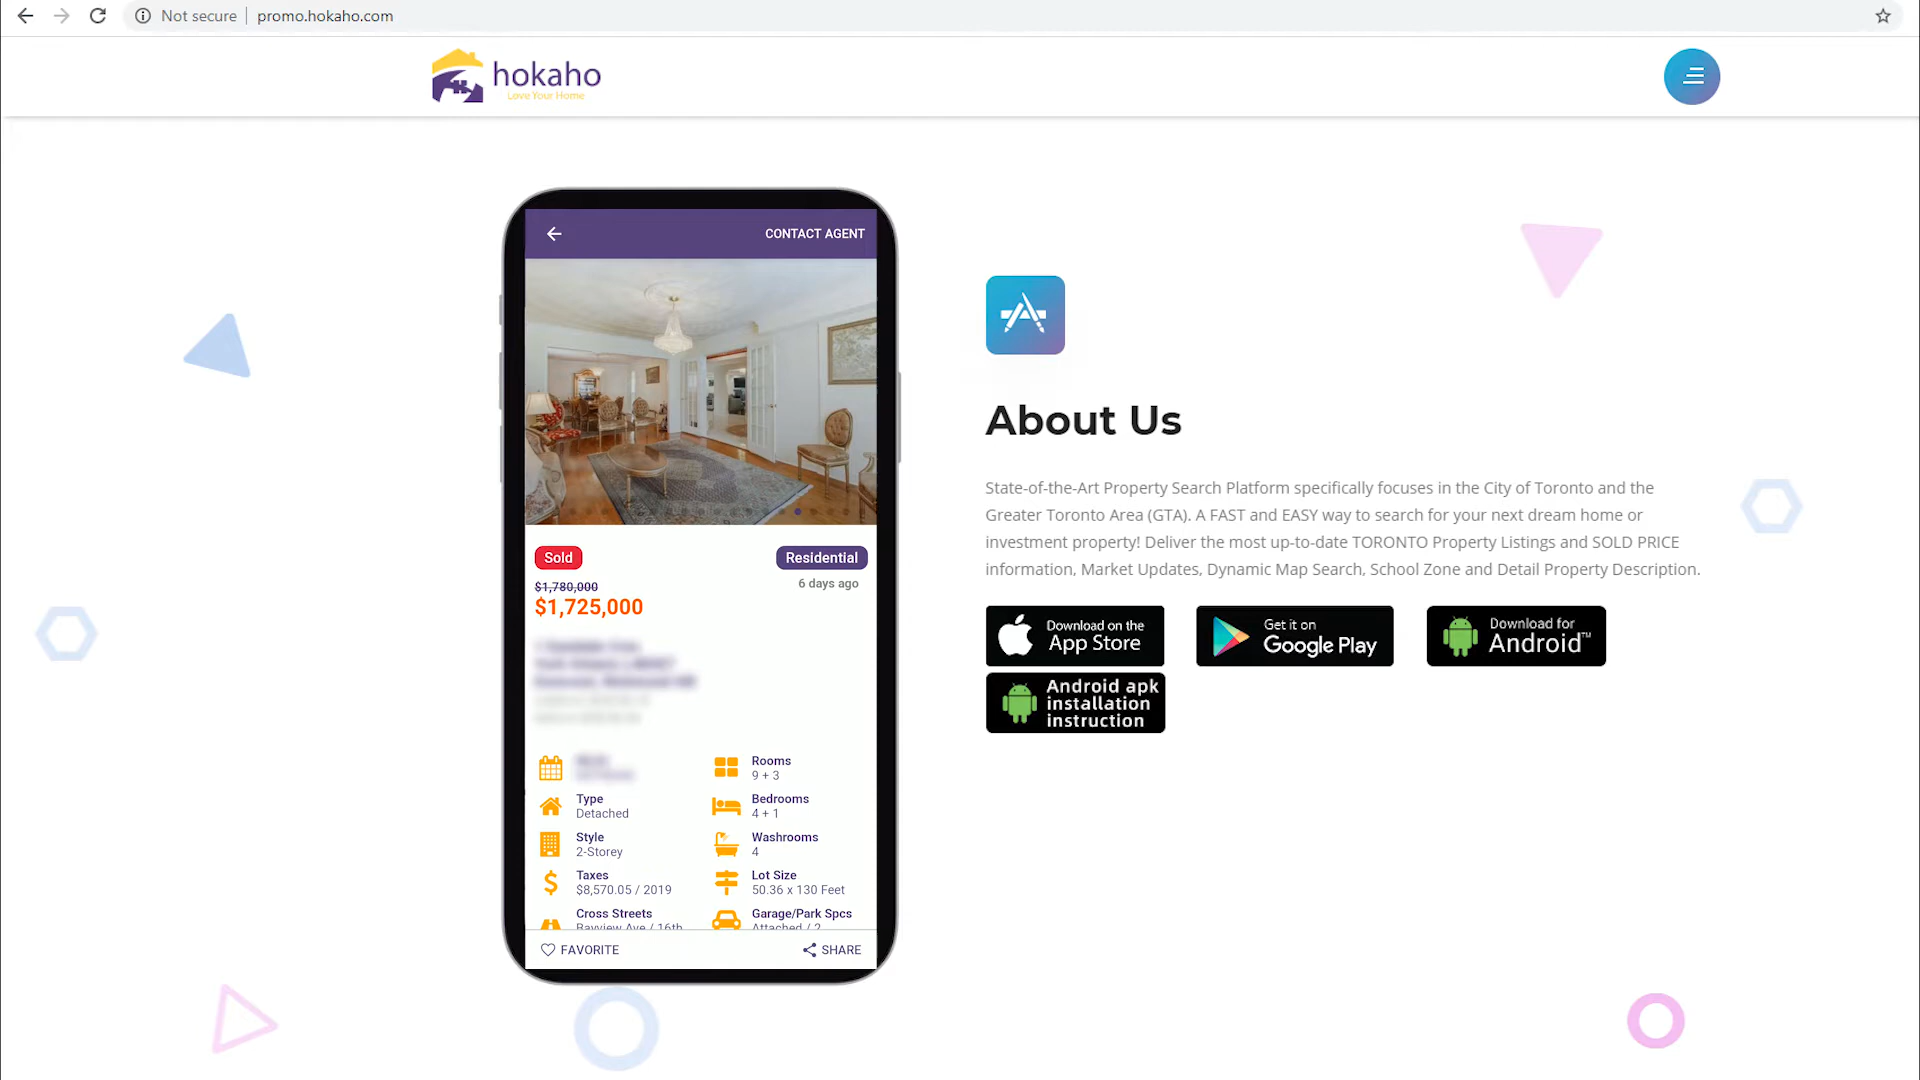 Not secure | promo.hokaho.com
hokaho
Love Your Home
CONTACT AGENT
Sold
Residential
$1,780,000
6 days ago
$1,725,000
Rooms
9 + 3
Type
Detached
Bedrooms
4 + 1
Style
2-Storey
Washrooms
4
Taxes
$8,570.05 / 2019
Lot Size
50.36 x 130 Feet
Cross Streets
Bayview Ave / 16th
Garage/Park Spcs
Attached / 2
FAVORITE
SHARE
About Us
State-of-the-Art Property Search Platform specifically focuses in the City of Toronto and the
Greater Toronto Area (GTA). A FAST and EASY way to search for your next dream home or
investment property! Deliver the most up-to-date TORONTO Property Listings and SOLD PRICE
information, Market Updates, Dynamic Map Search, School Zone and Detail Property Description.
Download on the
App Store
Get it on
Google Play
Download for
Android™
Android apk
installation
instruction